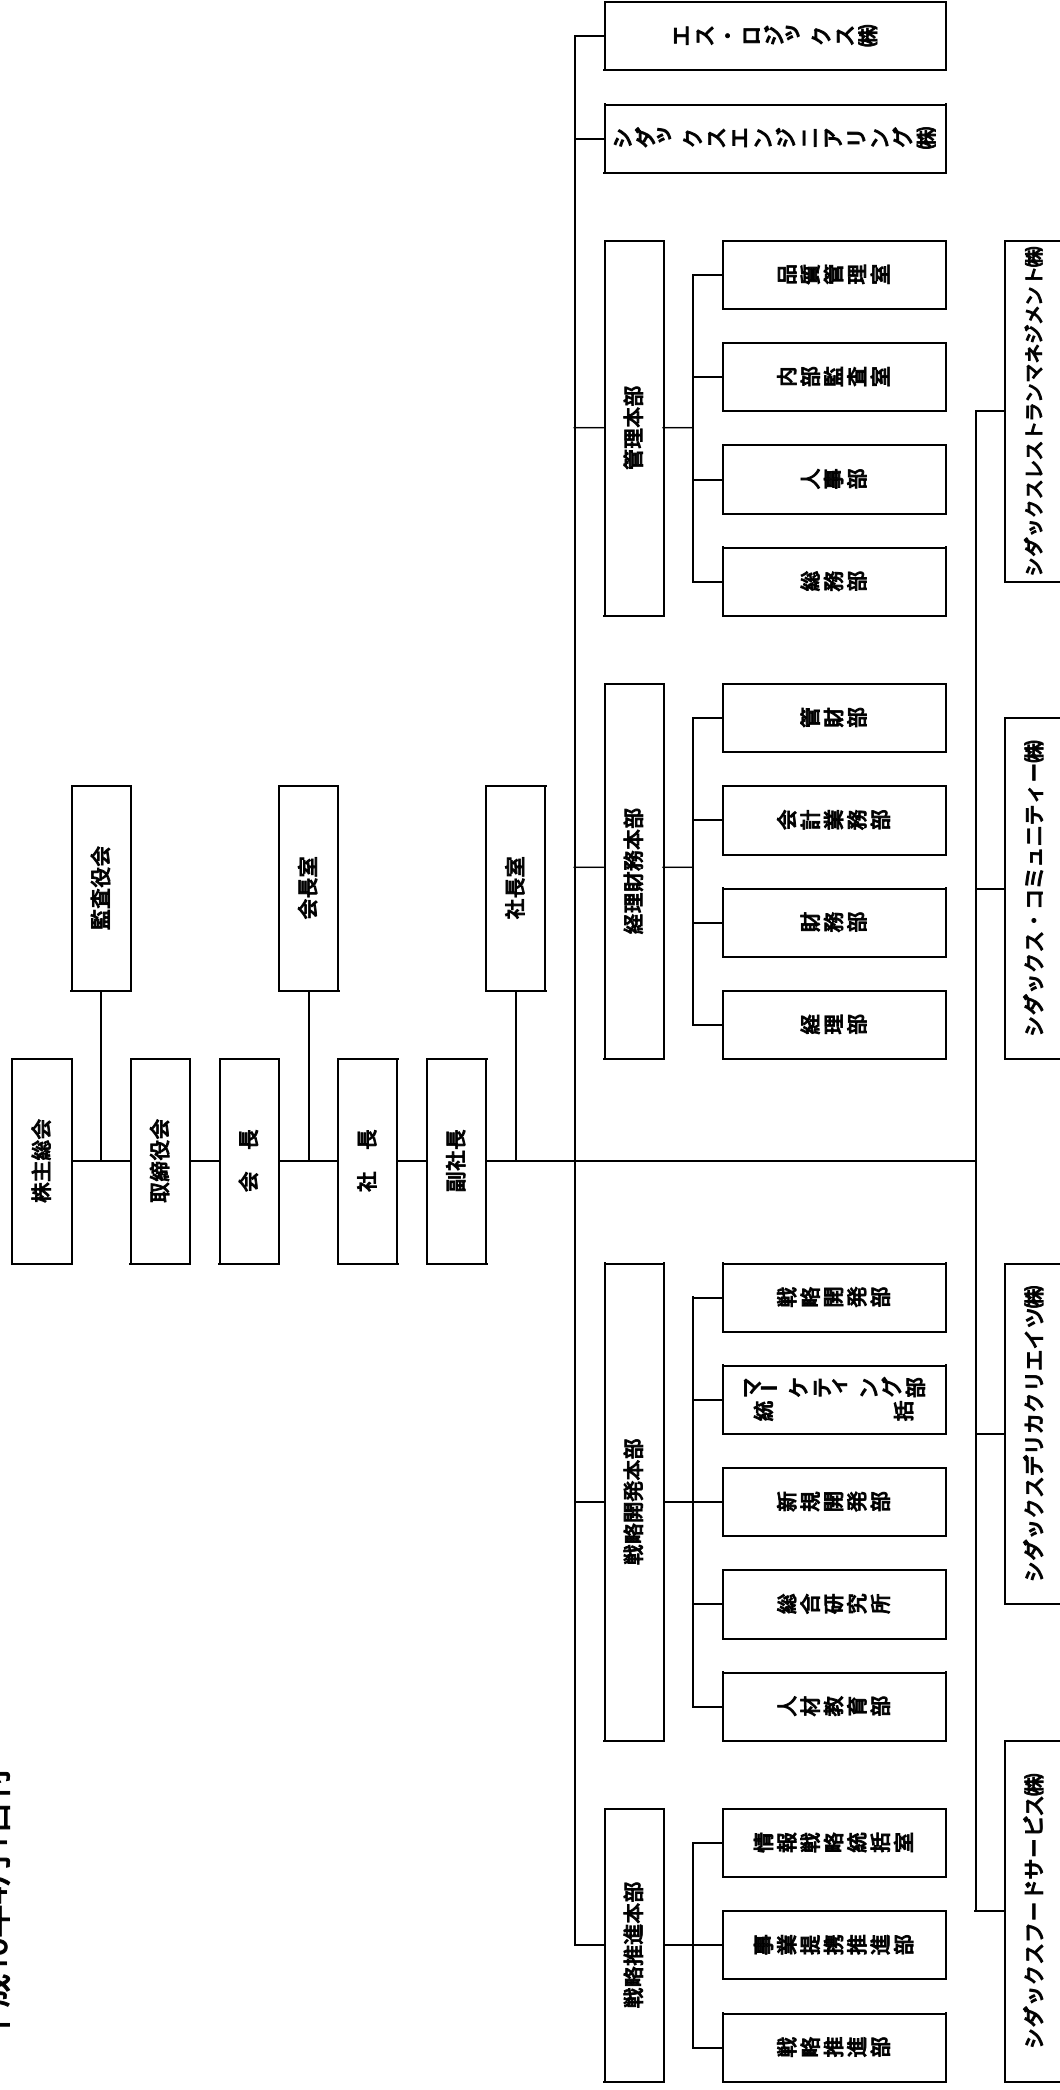 株主総会
監査役会
取締役会
会長室
会　長
社　長
社長室
副社長
戦略推進本部
戦略開発本部
経理財務本部
管理本部
戦略推進部
事業提携推進部
情報戦略統括室
人材教育部
総合研究所
新規開発部
マーケティング部
統括
戦略開発部
経理部
財務部
会計業務部
管財部
総務部
人事部
内部監査室
品質管理室
シダックスエンジニアリング㈱
エス・ロジックス㈱
シダックスフードサービス㈱
シダックスデリカクリエイツ㈱
シダックス・コミュニティー㈱
シダックスレストランマネジメント㈱